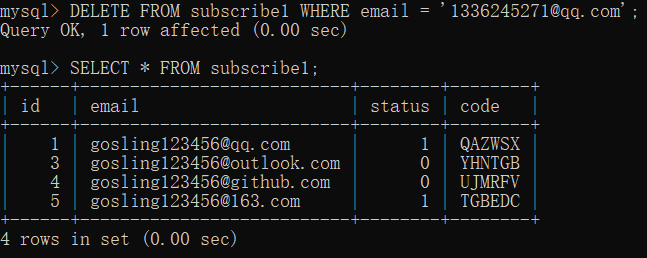 mysql> DELETE FROM subscribe1 WHERE email = '1336245271@qq.com';
Query OK, 1 row affected (0.00 sec)
mysql> SELECT * FROM subscribe1;
+----+--------------------------+--------+--------+
| id | email                    | status | code   |
+----+--------------------------+--------+--------+
|  1 | gosling123456@qq.com     |      1 | QAZWSX |
|  3 | gosling123456@outlook.com |      0 | YHNTGB |
|  4 | gosling123456@github.com |      0 | UJMRFV |
|  5 | gosling123456@163.com    |      1 | TGBEDC |
+----+--------------------------+--------+--------+
4 rows in set (0.00 sec)